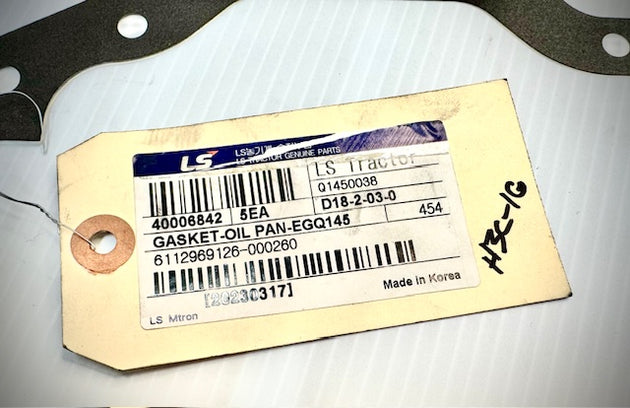 LS
LS TRACTOR GENUINE PARTS
LS Tractor
Q1450038
40006842 5EA D18-2-03-0
GASKET-OIL PAN-EGQ145 454
6112969126-000260
[20230317]
Made in Korea
LS Mtron
H3C-1G